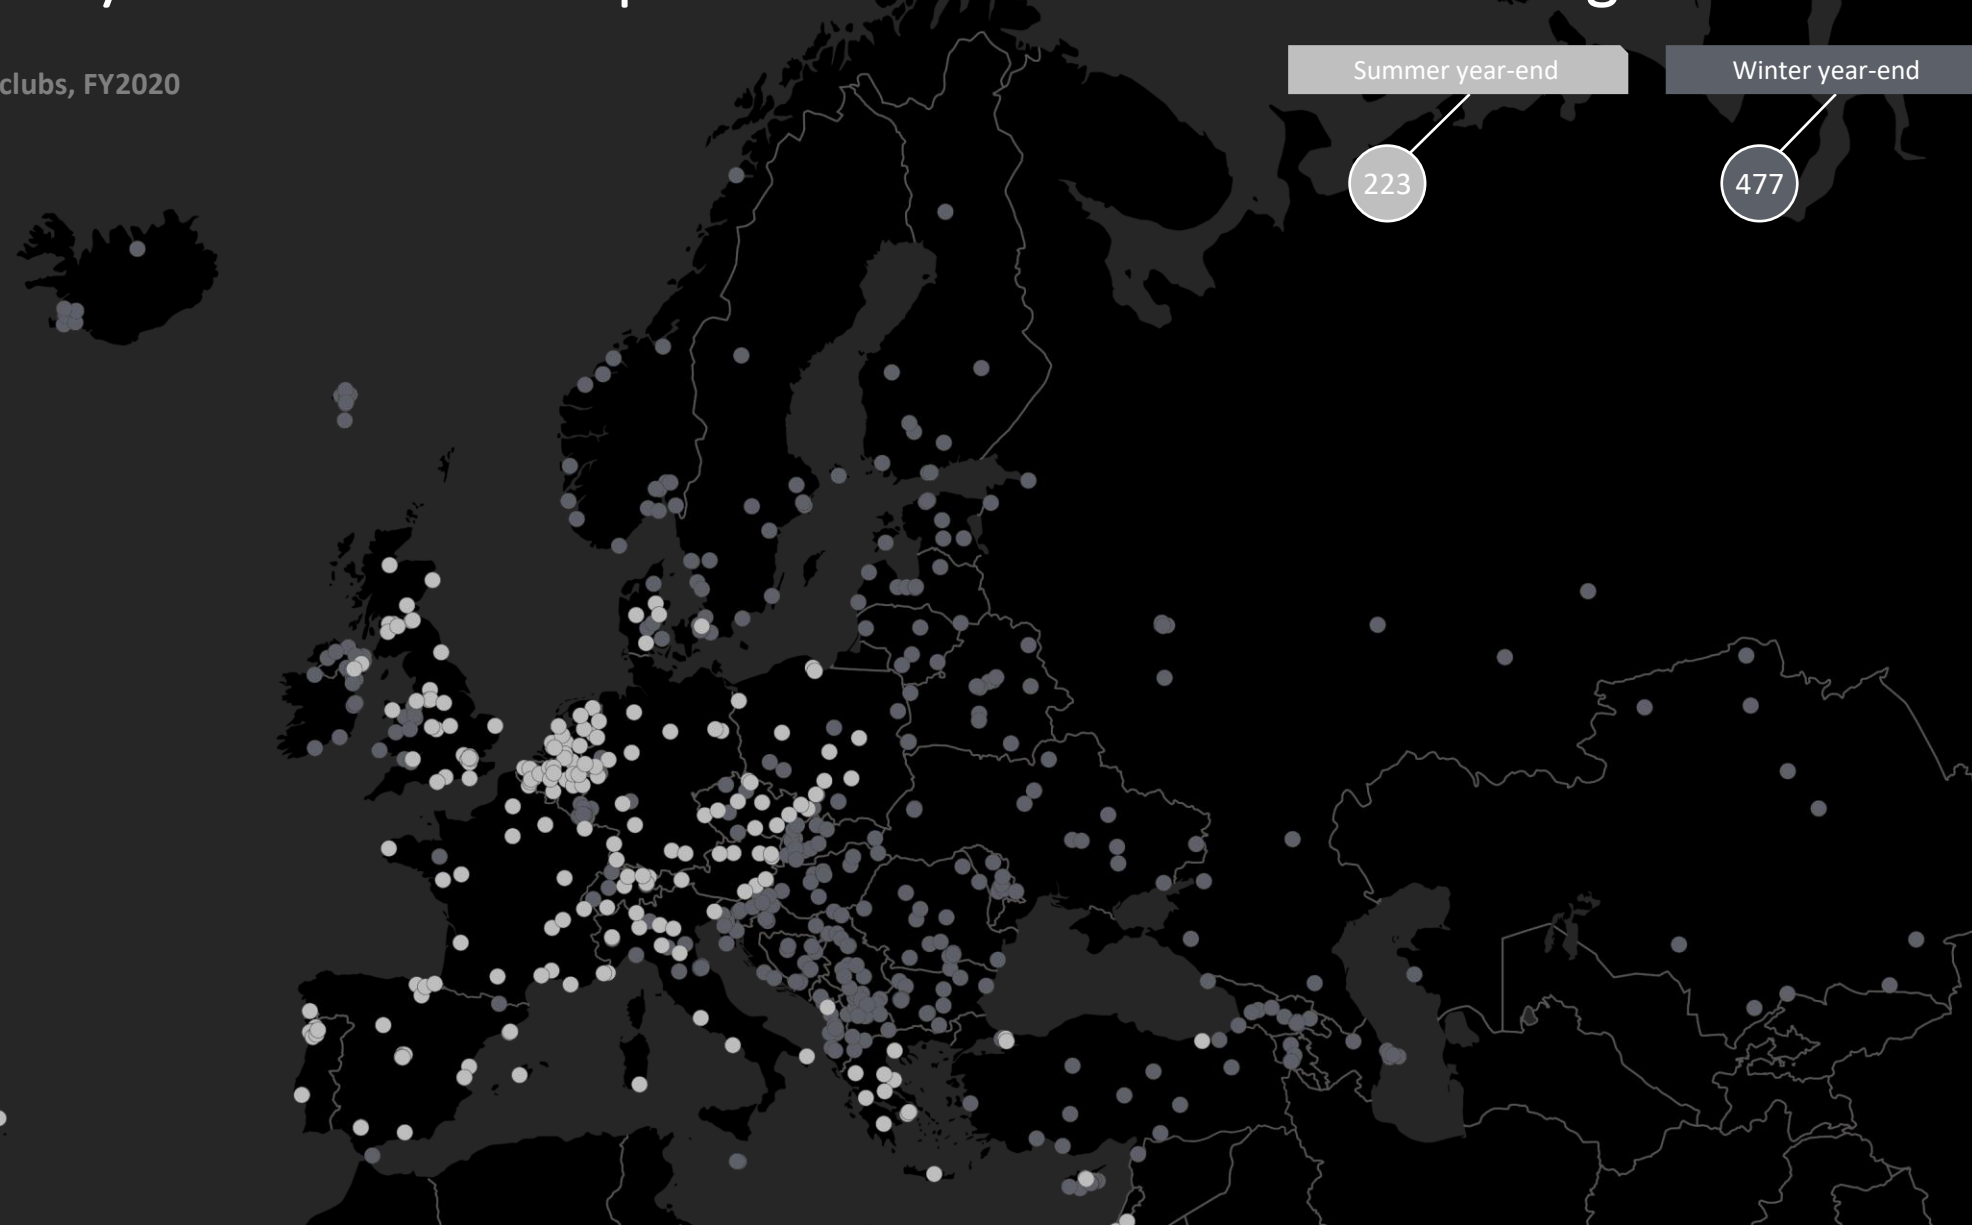 clubs, FY2020
Summer year-end
Winter year-end
223
477